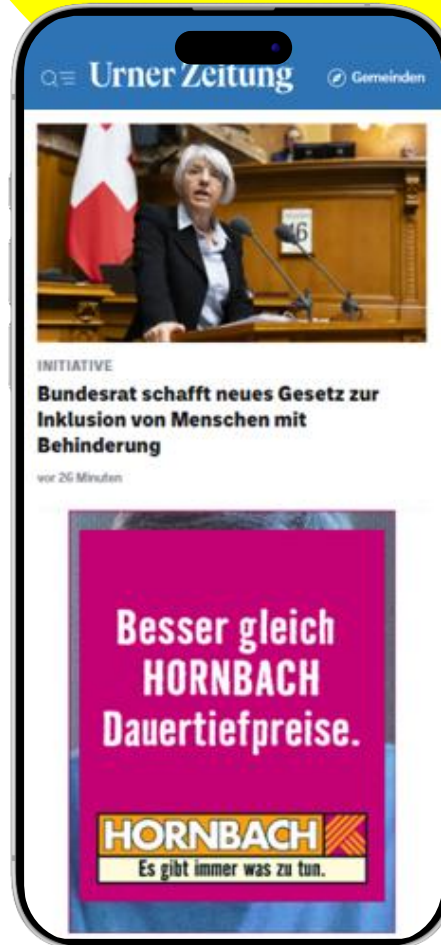 Urner Zeitung
Gemeinden
16
INITIATIVE
Bundesrat schafft neues Gesetz zur
Inklusion von Menschen mit
Behinderung
vor 26 Minuten
Besser gleich
HORNBACH
Dauertiefpreise.
HORNBACH
Es gibt immer was zu tun.